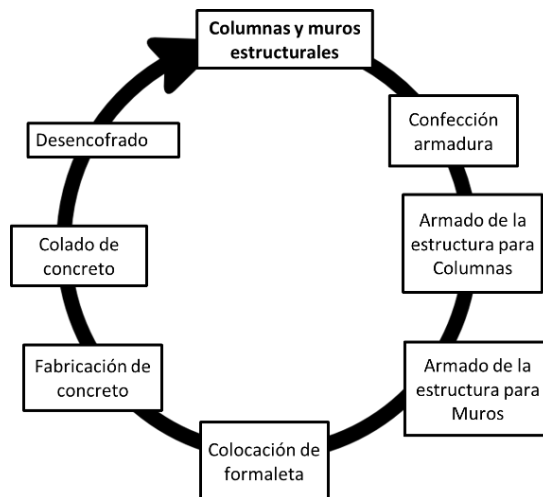 Columnas y muros
estructurales
Confección
armadura
Armado de la
estructura para
Columnas
Armado de la
estructura para
Muros
Colocación de
formaleta
Fabricación de
concreto
Colado de
concreto
Desencofrado